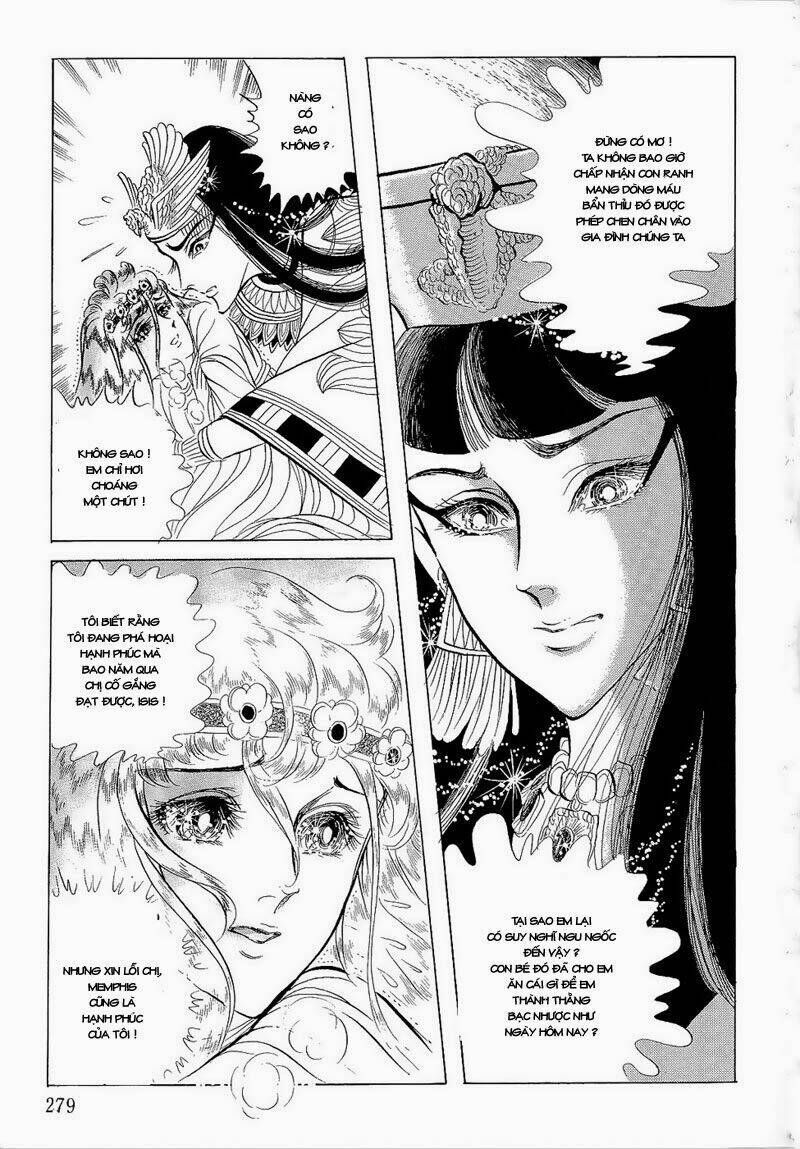 ĐỪNG CÓ MƠ !
TA KHÔNG BAO GIỜ
CHẤP NHẬN CON RANH
MANG DÒNG MÁU
BẨN THỈU ĐÓ ĐƯỢC
PHÉP CHEN CHÂN VÀO
GIA ĐÌNH CHÚNG TA
TẠI SAO EM LẠI
CÓ SUY NGHĨ NGU NGỐC
ĐẾN VẬY ?
CON BÉ ĐÓ ĐÃ CHO EM
ĂN CÁI GÌ ĐỂ EM
THÀNH THẰNG
BẠC NHƯỢC NHƯ
NGÀY HÔM NAY ?
NÀNG
CÓ
SAO
KHÔNG ?
KHÔNG SAO !
EM CHỈ HƠI
CHOÁNG
MỘT CHÚT !
TÔI BIẾT RẰNG
TÔI ĐANG PHÁ HOẠI
HẠNH PHÚC MÀ
BAO NĂM QUA
CHỊ CỐ GẮNG
ĐẠT ĐƯỢC, ISIS !
NHƯNG XIN LỖI CHỊ,
MEMPHIS
CŨNG LÀ
HẠNH PHÚC
CỦA TÔI !
279